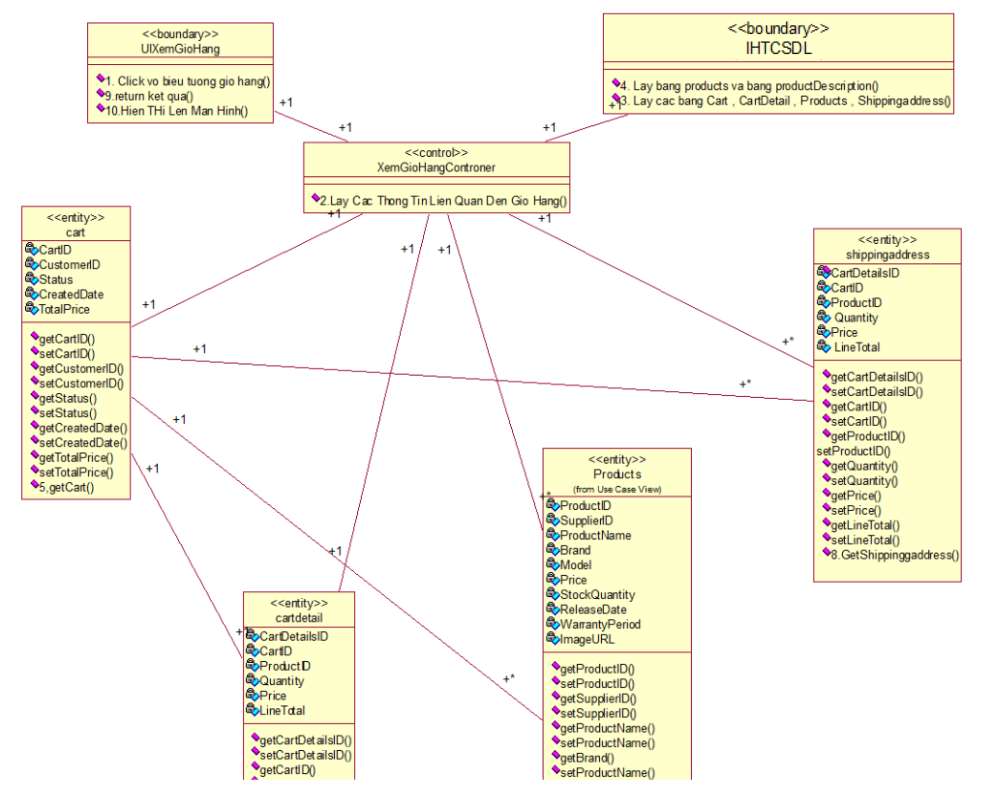 <<boundary>>
UIXemGioHang
1. Click vo bieu tuong gio hang()
9.return ket qua()
10.Hien THi Len Man Hinh()
<<boundary>>
IHTCSDL
4. Lay bang products va bang productDescription()
3. Lay cac bang Cart , CartDetail , Products , Shippingaddress()
+1
+1
+1
+1
<<control>>
XemGioHangControner
2.Lay Cac Thong Tin Lien Quan Den Gio Hang()
+1
+1
+1
+1
<<entity>>
cart
CartID
CustomerID
Status
CreatedDate
TotalPrice
getCartID()
setCartID()
getCustomerID()
setCustomerID()
getStatus()
setStatus()
getCreatedDate()
setCreatedDate()
getTotalPrice()
setTotalPrice()
5,getCart()
+1
+1
+1
+1
+*
+*
<<entity>>
shippingaddress
CartDetailsID
CartID
ProductID
Quantity
Price
LineTotal
getCartDetailsID()
setCartDetailsID()
getCartID()
setCartID()
getProductID()
setProductID()
getQuantity()
setQuantity()
getPrice()
setPrice()
getLineTotal()
setLineTotal()
8.GetShippinggaddress()
<<entity>>
Products
(from Use Case View)
+*
ProductID
SupplierID
ProductName
Brand
Model
Price
StockQuantity
ReleaseDate
WarrantyPeriod
ImageURL
getProductID()
setProductID()
getSupplierID()
setSupplierID()
getProductName()
setProductName()
getBrand()
setProductName()
+1
+*
<<entity>>
cartdetail
CartDetailsID
CartID
ProductID
Quantity
Price
LineTotal
getCartDetailsID()
setCartDetailsID()
getCartID()